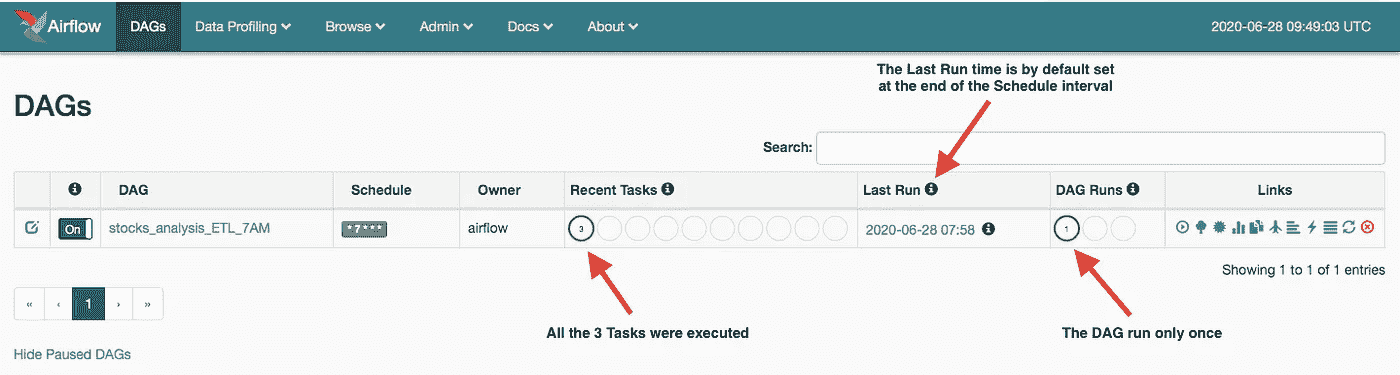 Airflow DAGs Data Profiling Browse Admin Docs About 2020-06-28 09:49:03 UTC
The Last Run time is by default set
at the end of the Schedule interval
DAGs
Search:
DAG Schedule Owner Recent Tasks Last Run DAG Runs Links
On stocks_analysis_ETL_7AM * 7 * * * airflow 3 2020-06-28 07:58 1
Showing 1 to 1 of 1 entries
« ‹ 1 › »
All the 3 Tasks were executed The DAG run only once
Hide Paused DAGs